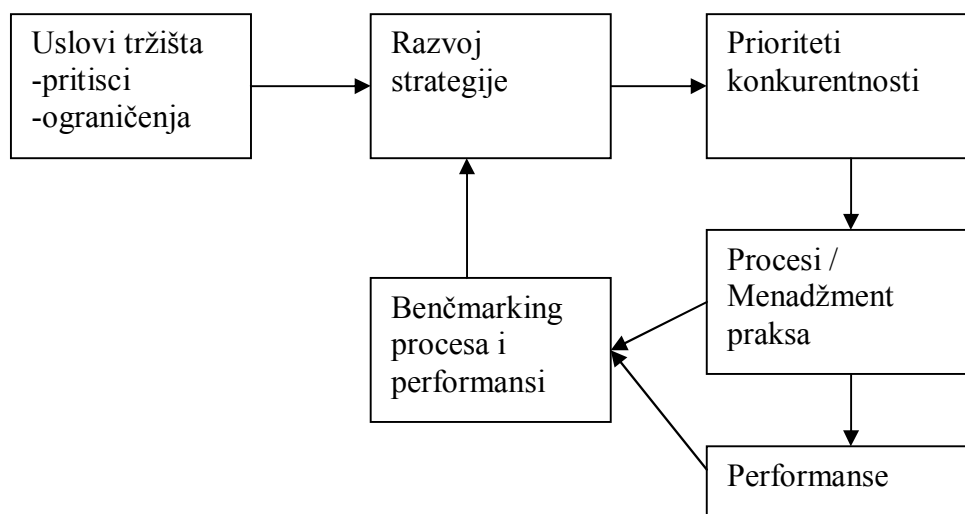 Uslovi tržišta
-pritisci
-ograničenja
Razvoj
strategije
Prioriteti
konkurentnosti
Procesi /
Menadžment
praksa
Benčmarking
procesa i
performansi
Performanse